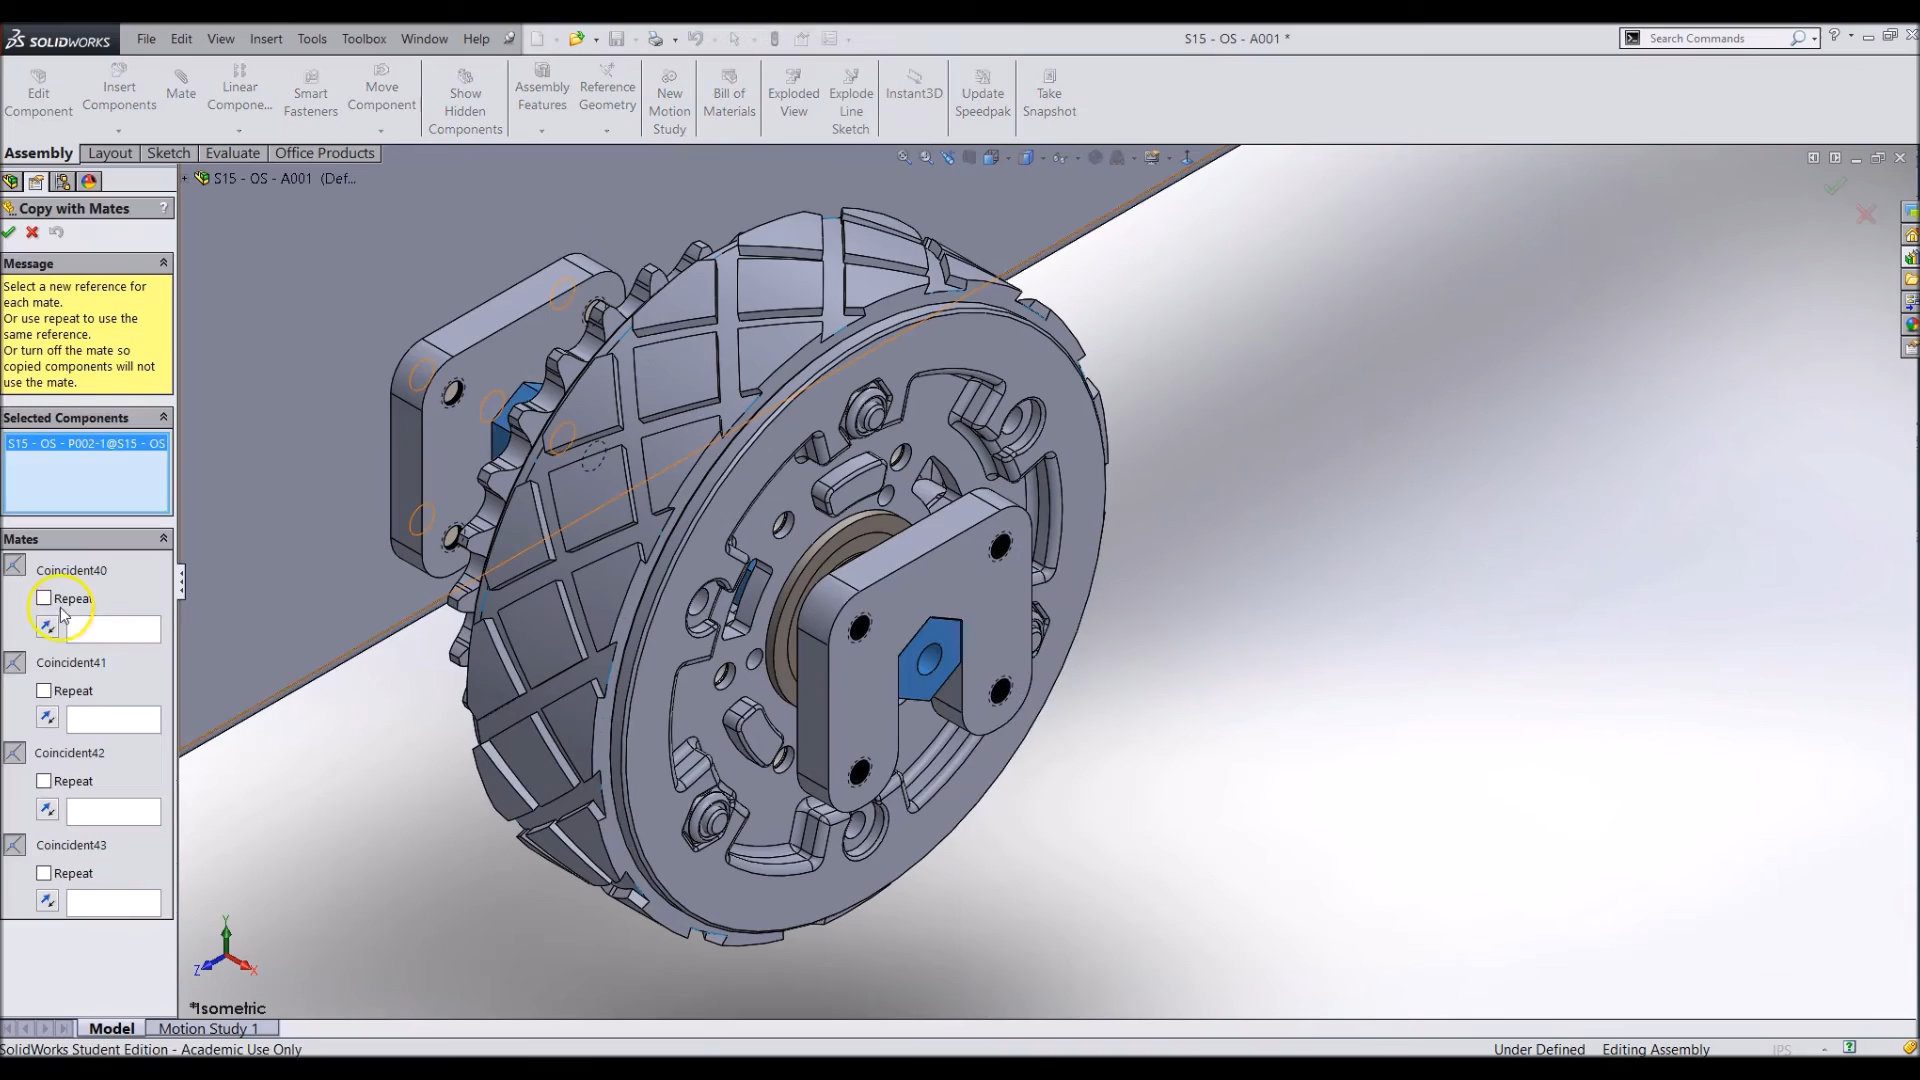 SOLIDWORKS File Edit View Insert Tools Toolbox Window Help S15 - OS - A001 * Search Commands
Edit Component
Insert Components
Mate
Linear Compone...
Smart Fasteners
Move Component
Show Hidden Components
Assembly Features
Reference Geometry
New Motion Study
Bill of Materials
Exploded View
Explode Line Sketch
Instant3D
Update Speedpak
Take Snapshot
Assembly Layout Sketch Evaluate Office Products
S15 - OS - A001 (Def...
Copy with Mates ?
Message
Select a new reference for
each mate.
Or use repeat to use the
same reference.
Or turn off the mate so
copied components will not
use the mate.
Selected Components
S15 - OS - P002-1@S15 - OS
Mates
Coincident40
Repeat
Coincident41
Repeat
Coincident42
Repeat
Coincident43
Repeat
Y
Z X
*Isometric
Model Motion Study 1
SolidWorks Student Edition - Academic Use Only Under Defined Editing Assembly IPS